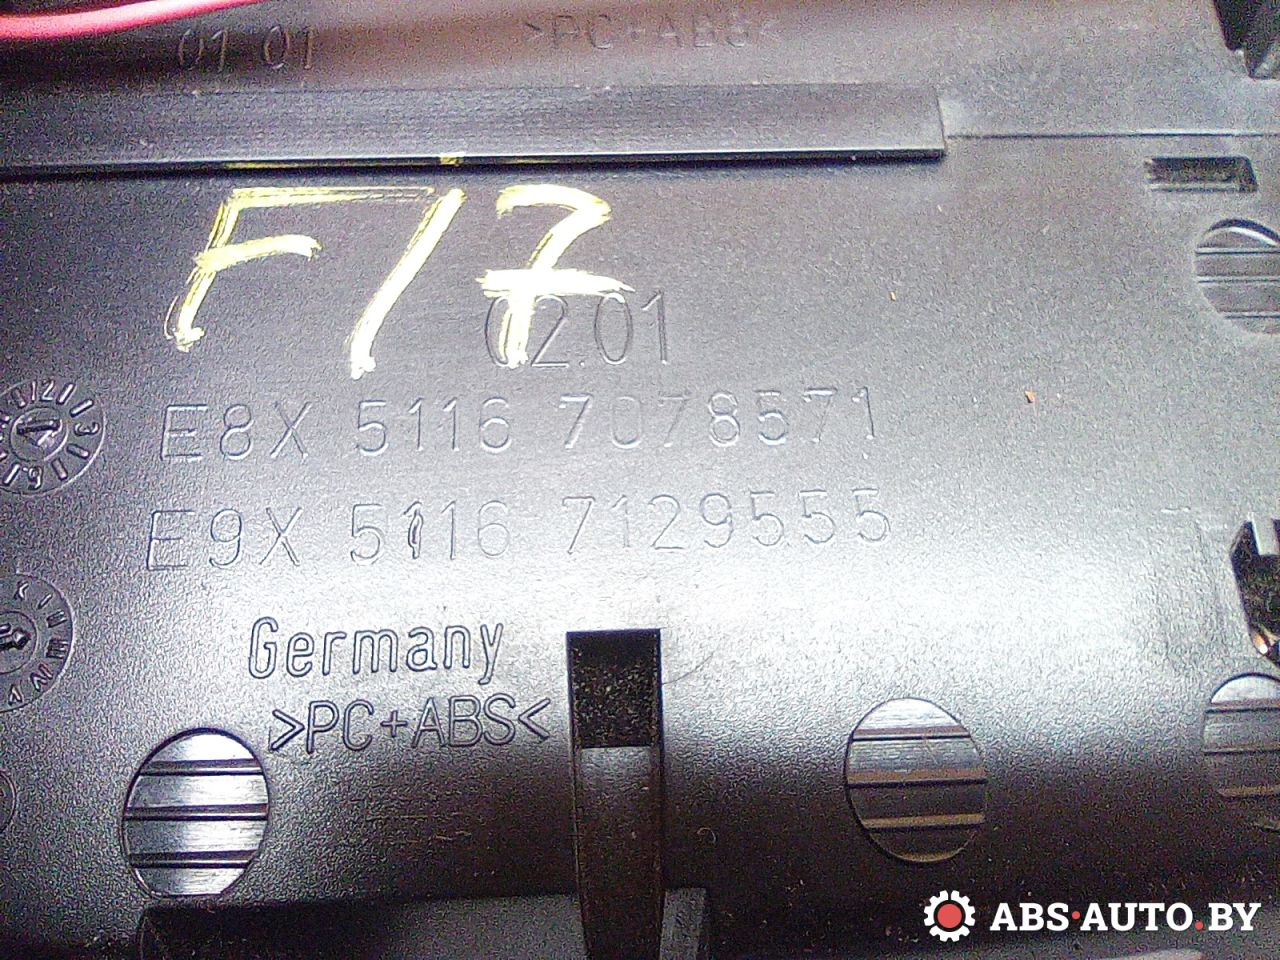 01 01 >PC+ABS<
F17
02.01
E8X 5116 7078571
E9X 5116 7129555
Germany
>PC+ABS<
ABS·AUTO.BY